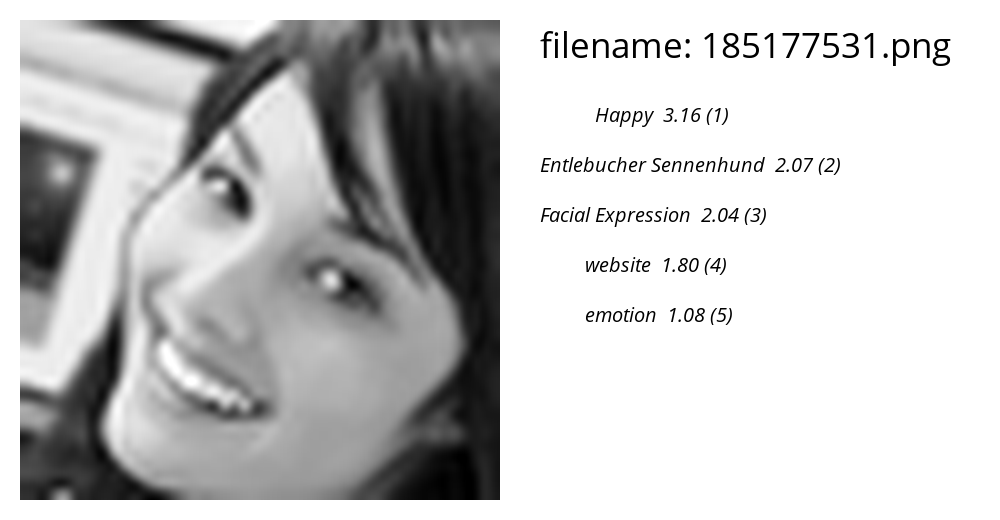 filename: 185177531.png
Happy 3.16 (1)
Entlebucher Sennenhund 2.07 (2)
Facial Expression 2.04 (3)
website 1.80 (4)
emotion 1.08 (5)